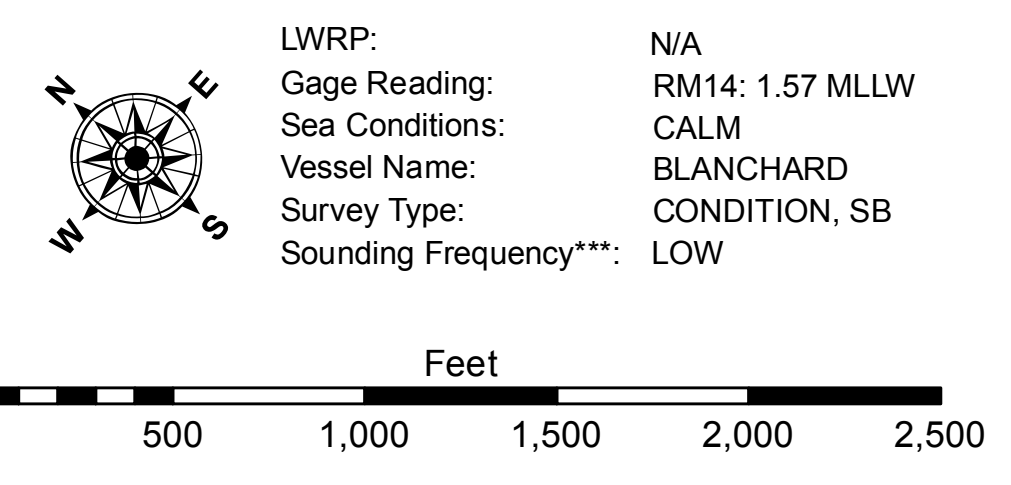 N E
W S
LWRP: N/A
Gage Reading: RM14: 1.57 MLLW
Sea Conditions: CALM
Vessel Name: BLANCHARD
Survey Type: CONDITION, SB
Sounding Frequency***: LOW
Feet
500 1,000 1,500 2,000 2,500